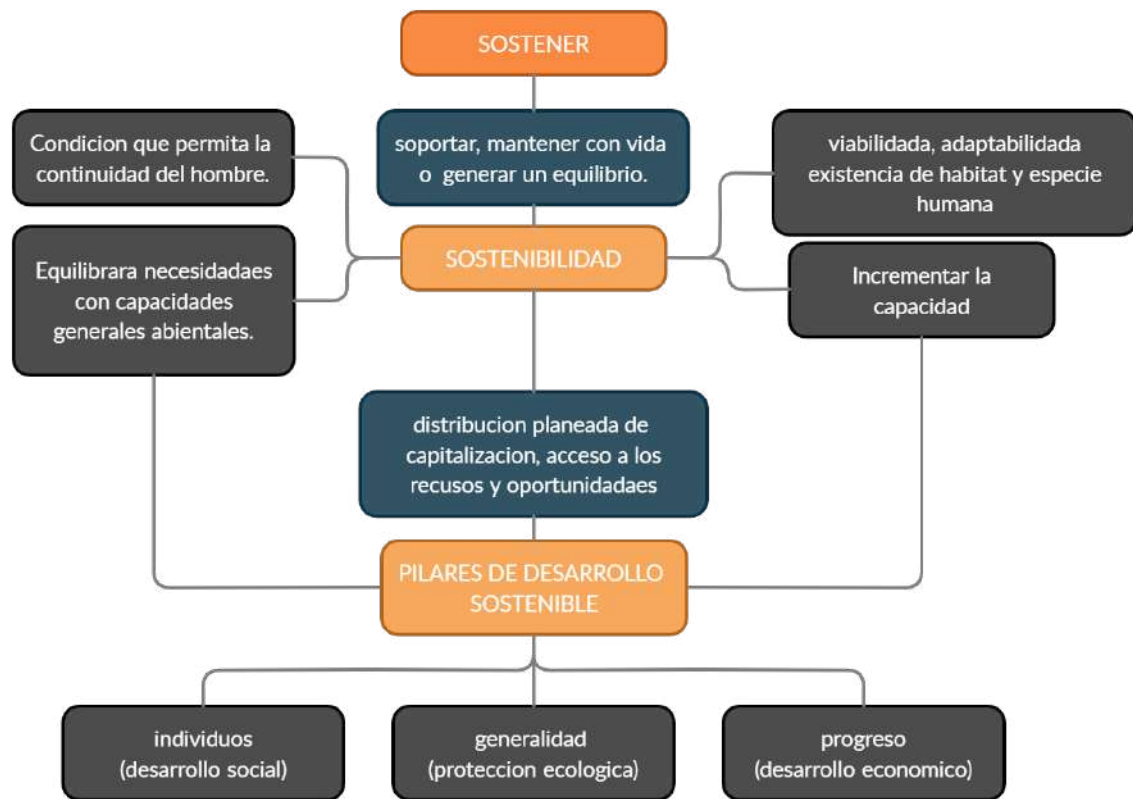 SOSTENER
soportar, mantener con vida
o generar un equilibrio.
Condicion que permita la
continuidad del hombre.
viabilidada, adaptabilidada
existencia de habitat y especie
humana
SOSTENIBILIDAD
Equilibrara necesidadaes
con capacidades
generales abientales.
Incrementar la
capacidad
distribucion planeada de
capitalizacion, acceso a los
recusos y oportunidadaes
PILARES DE DESARROLLO
SOSTENIBLE
individuos
(desarrollo social)
generalidad
(proteccion ecologica)
progreso
(desarrollo economico)